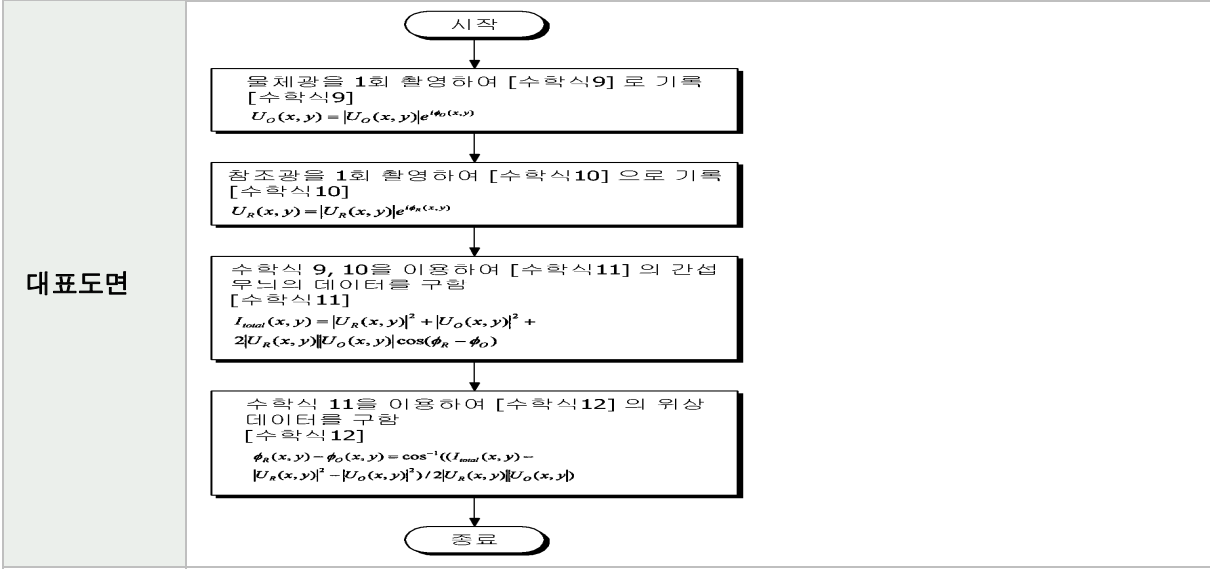 대표도면
시작
물체광을 1회 촬영하여 [수학식9] 로 기록
[수학식9]
U_O(x, y) = |U_O(x, y)|e^{iϕ_O(x,y)}
참조광을 1회 촬영하여 [수학식10] 으로 기록
[수학식10]
U_R(x, y) = |U_R(x, y)|e^{iϕ_R(x,y)}
수학식 9, 10을 이용하여 [수학식11] 의 간섭
무늬의 데이터를 구함
[수학식11]
I_{total}(x, y) = |U_R(x, y)|² + |U_O(x, y)|² +
2|U_R(x, y)||U_O(x, y)| cos(ϕ_R − ϕ_O)
수학식 11을 이용하여 [수학식12] 의 위상
데이터를 구함
[수학식12]
ϕ_R(x, y) − ϕ_O(x, y) = cos⁻¹((I_{total}(x, y) −
|U_R(x, y)|² − |U_O(x, y)|²) / 2|U_R(x, y)||U_O(x, y|)
종료